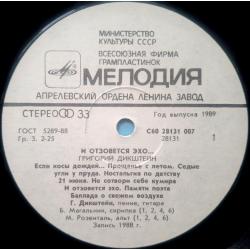 МИНИСТЕРСТВО
КУЛЬТУРЫ СССР
ВСЕСОЮЗНАЯ ФИРМА
ГРАМПЛАСТИНОК
МЕЛОДИЯ
АПРЕЛЕВСКИЙ ОРДЕНА ЛЕНИНА ЗАВОД
СТЕРЕО 33
Год выпуска 1989
ГОСТ 5289-88
Гр. 3. 2-25
С60 28131 007
28131 1
И ОТЗОВЕТСЯ ЭХО...
ГРИГОРИЙ ДИКШТЕЙН
Если косы дождей... Прощанье с летом. Седые
угли у пруда. Ностальгия по детству
21 июня. Не сотвори себе кумира
И отзовется эхо. Памяти поэта
Баллада о свежем воздухе
Г. Дикштейн, пение, гитара
Б. Могальник, скрипка (1, 2, 4, 6)
М. Розенталь, альт (1, 2, 4, 6)
Запись 1988 г.